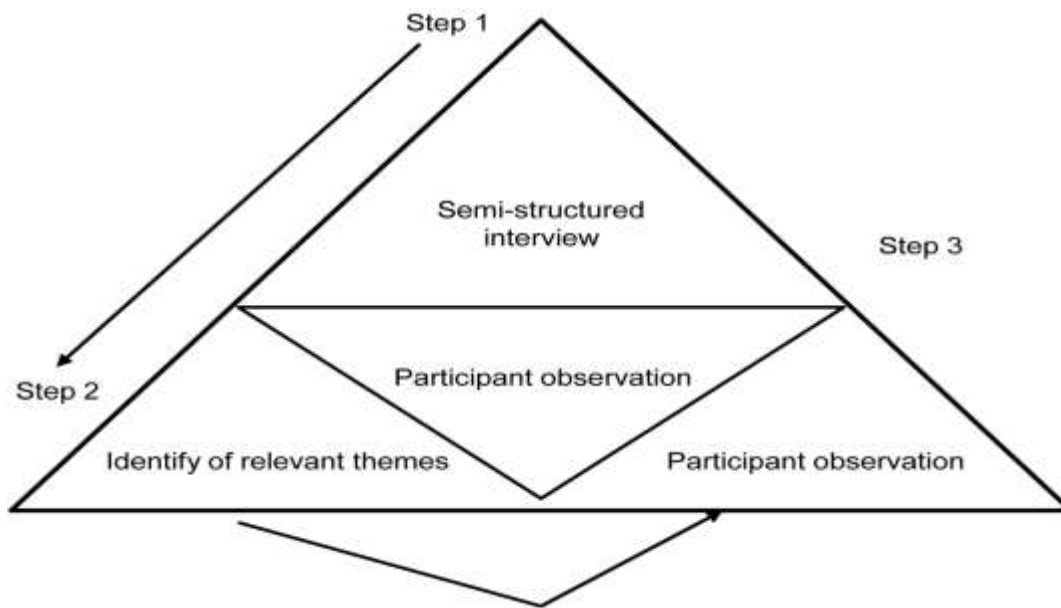 Step 1
Semi-structured
interview
Step 3
Participant observation
Step 2
Identify of relevant themes
Participant observation